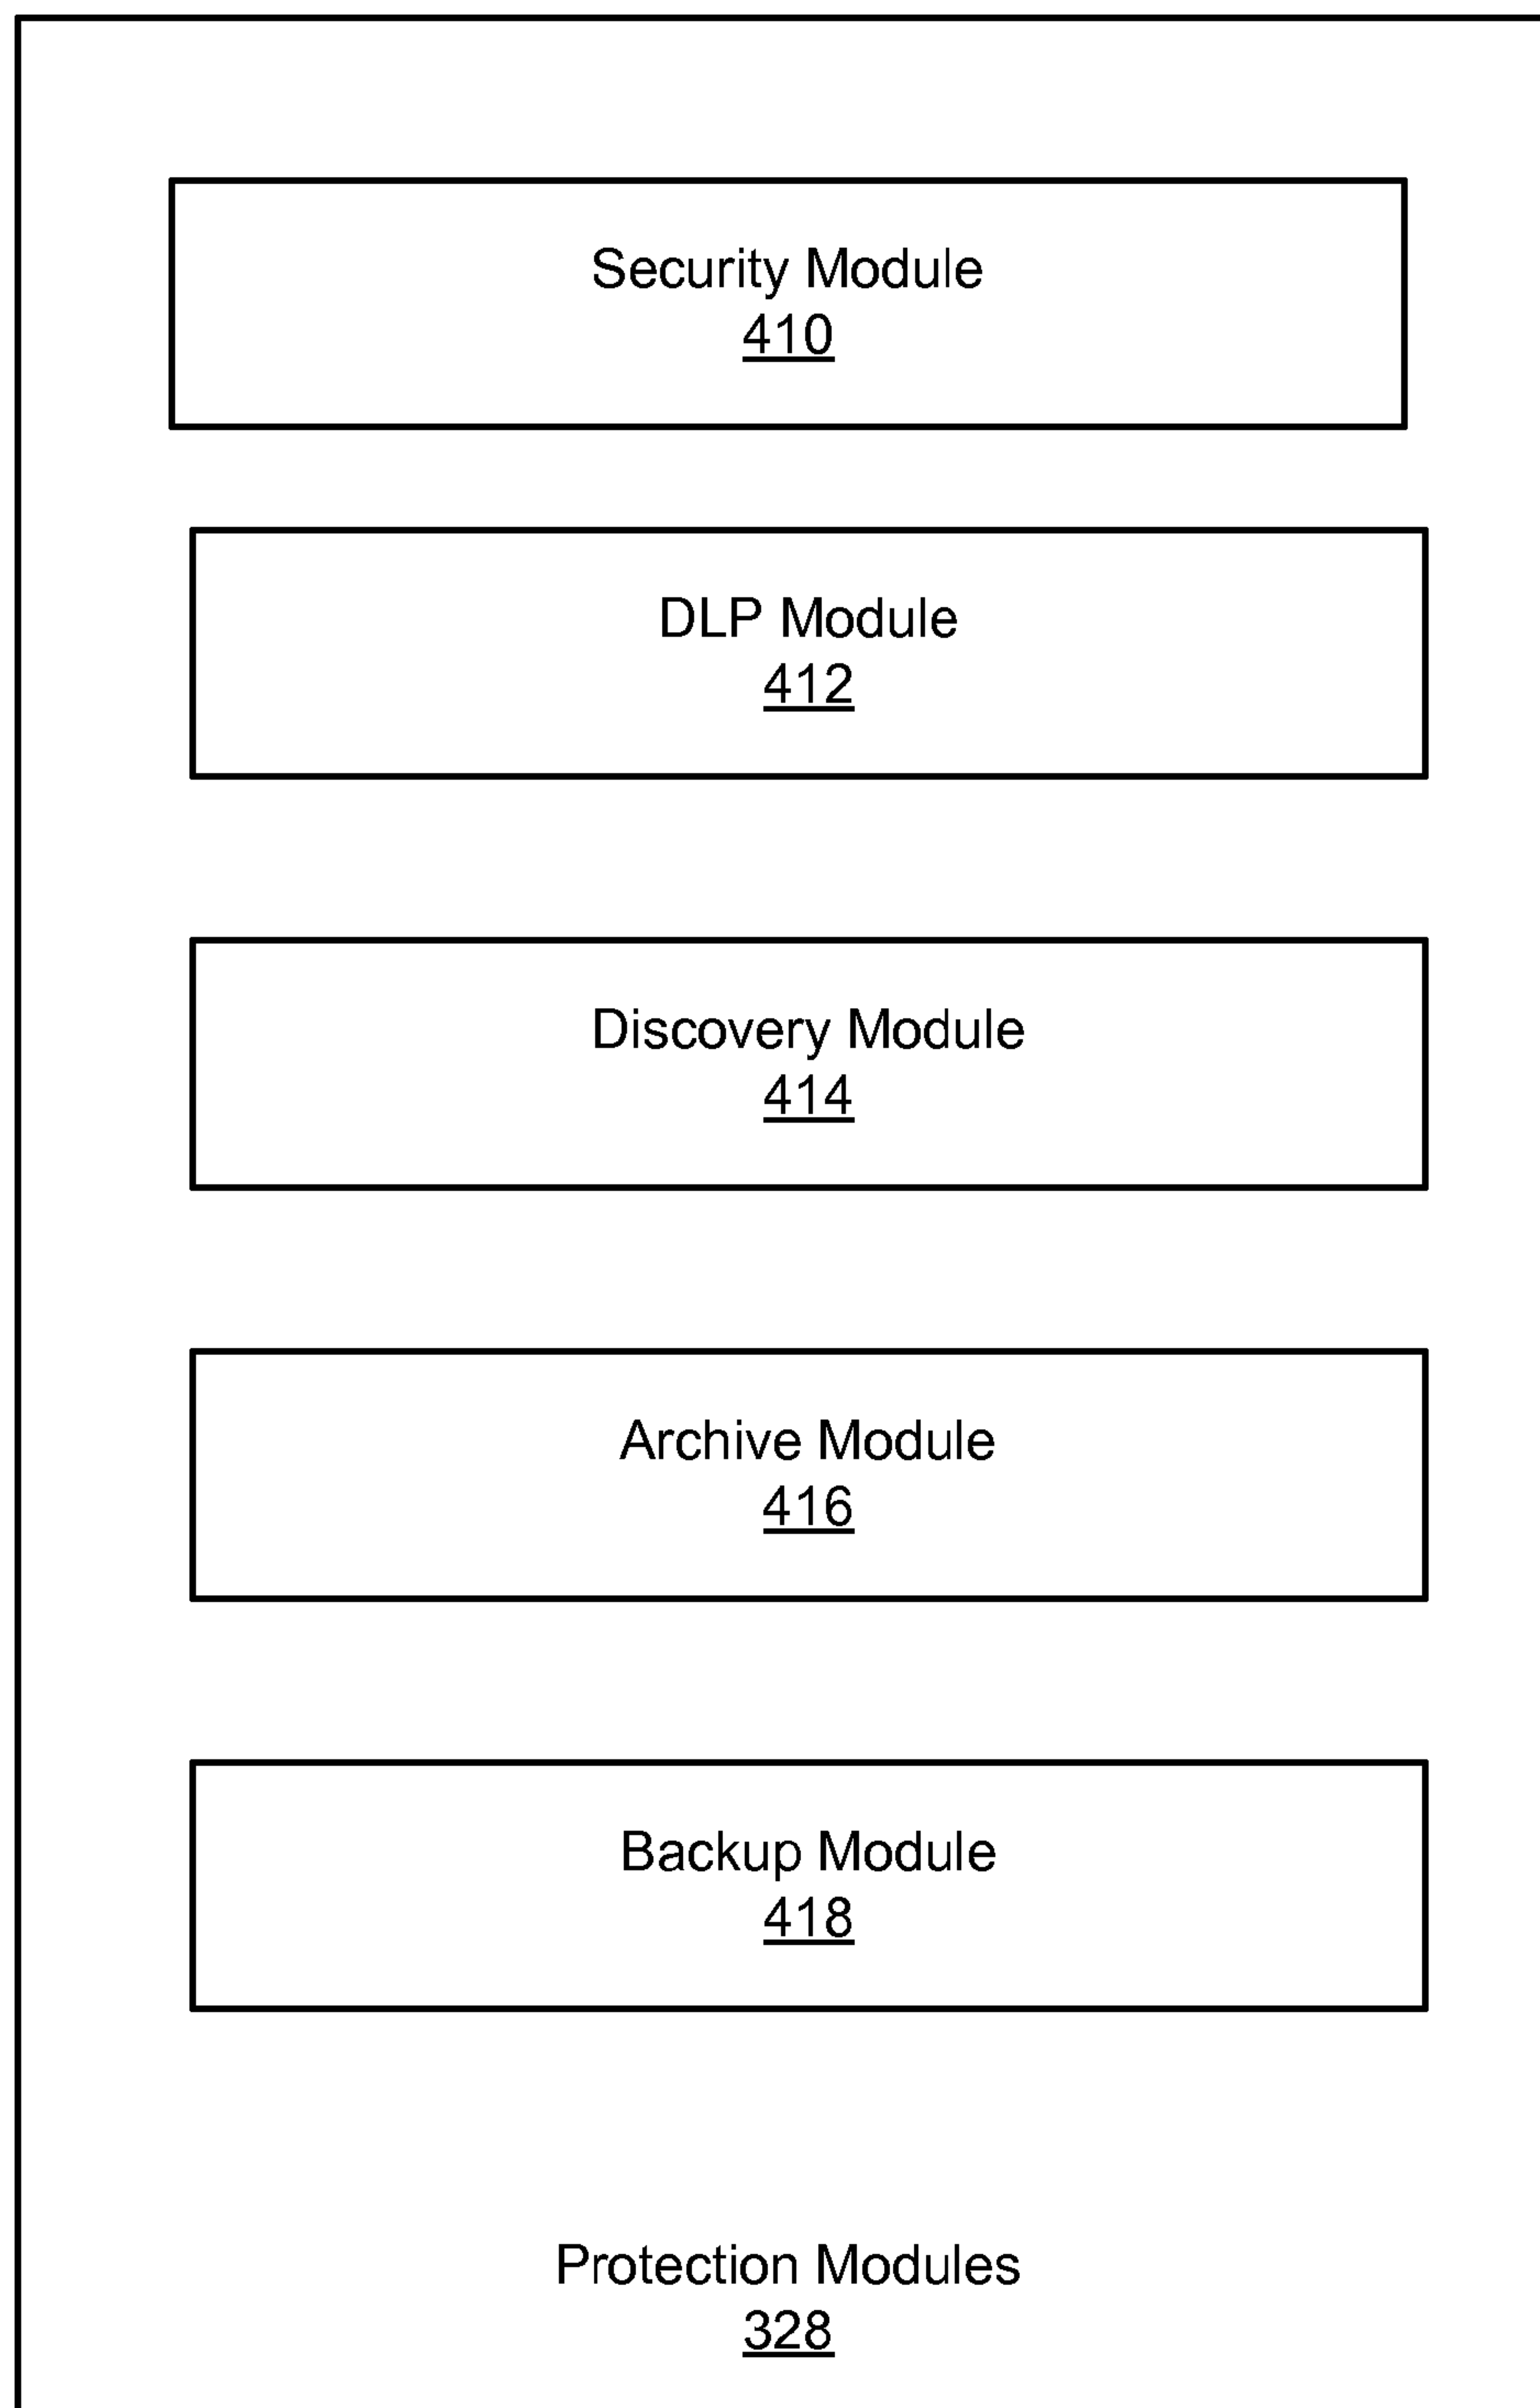 Security Module
410
DLP Module
412
Discovery Module
414
Archive Module
416
Backup Module
418
Protection Modules
328